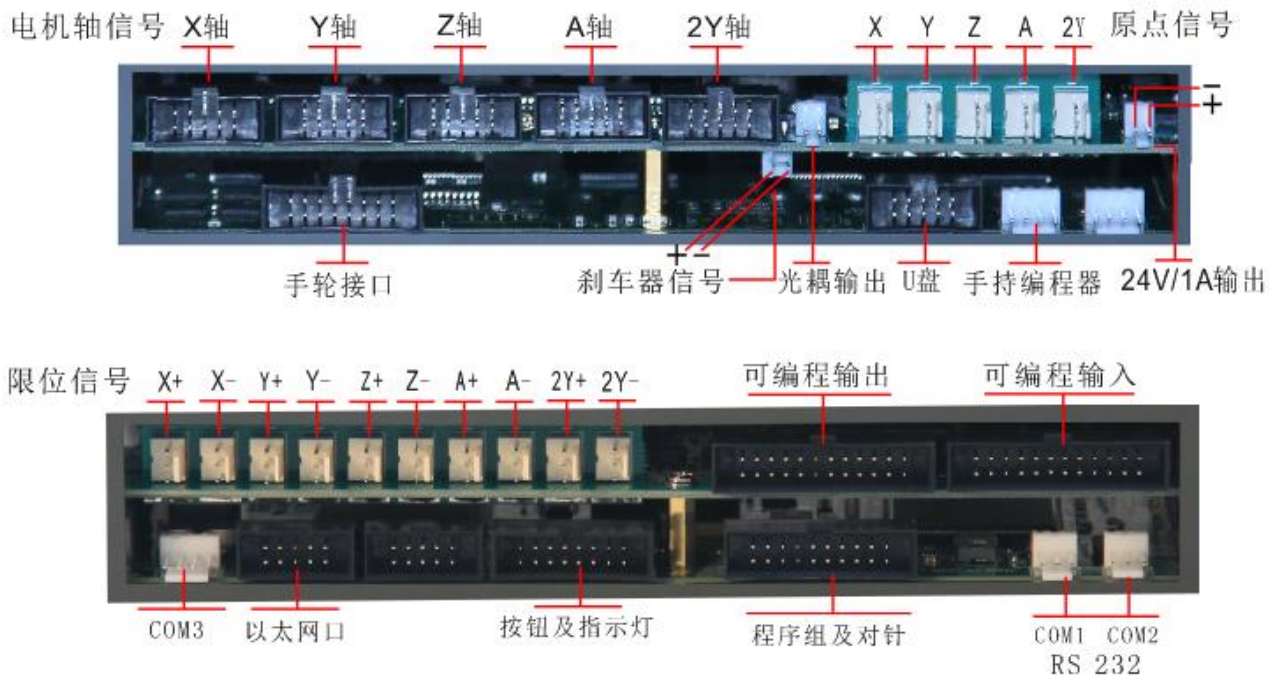 电机轴信号 X轴 Y轴 Z轴 A轴 2Y轴 X Y Z A 2Y 原点信号
-
+
+-
手轮接口 刹车器信号 光耦输出 U盘 手持编程器 24V/1A输出
限位信号 X+ X- Y+ Y- Z+ Z- A+ A- 2Y+ 2Y- 可编程输出 可编程输入
COM3 以太网口 按钮及指示灯 程序组及对针 COM1 COM2
RS 232